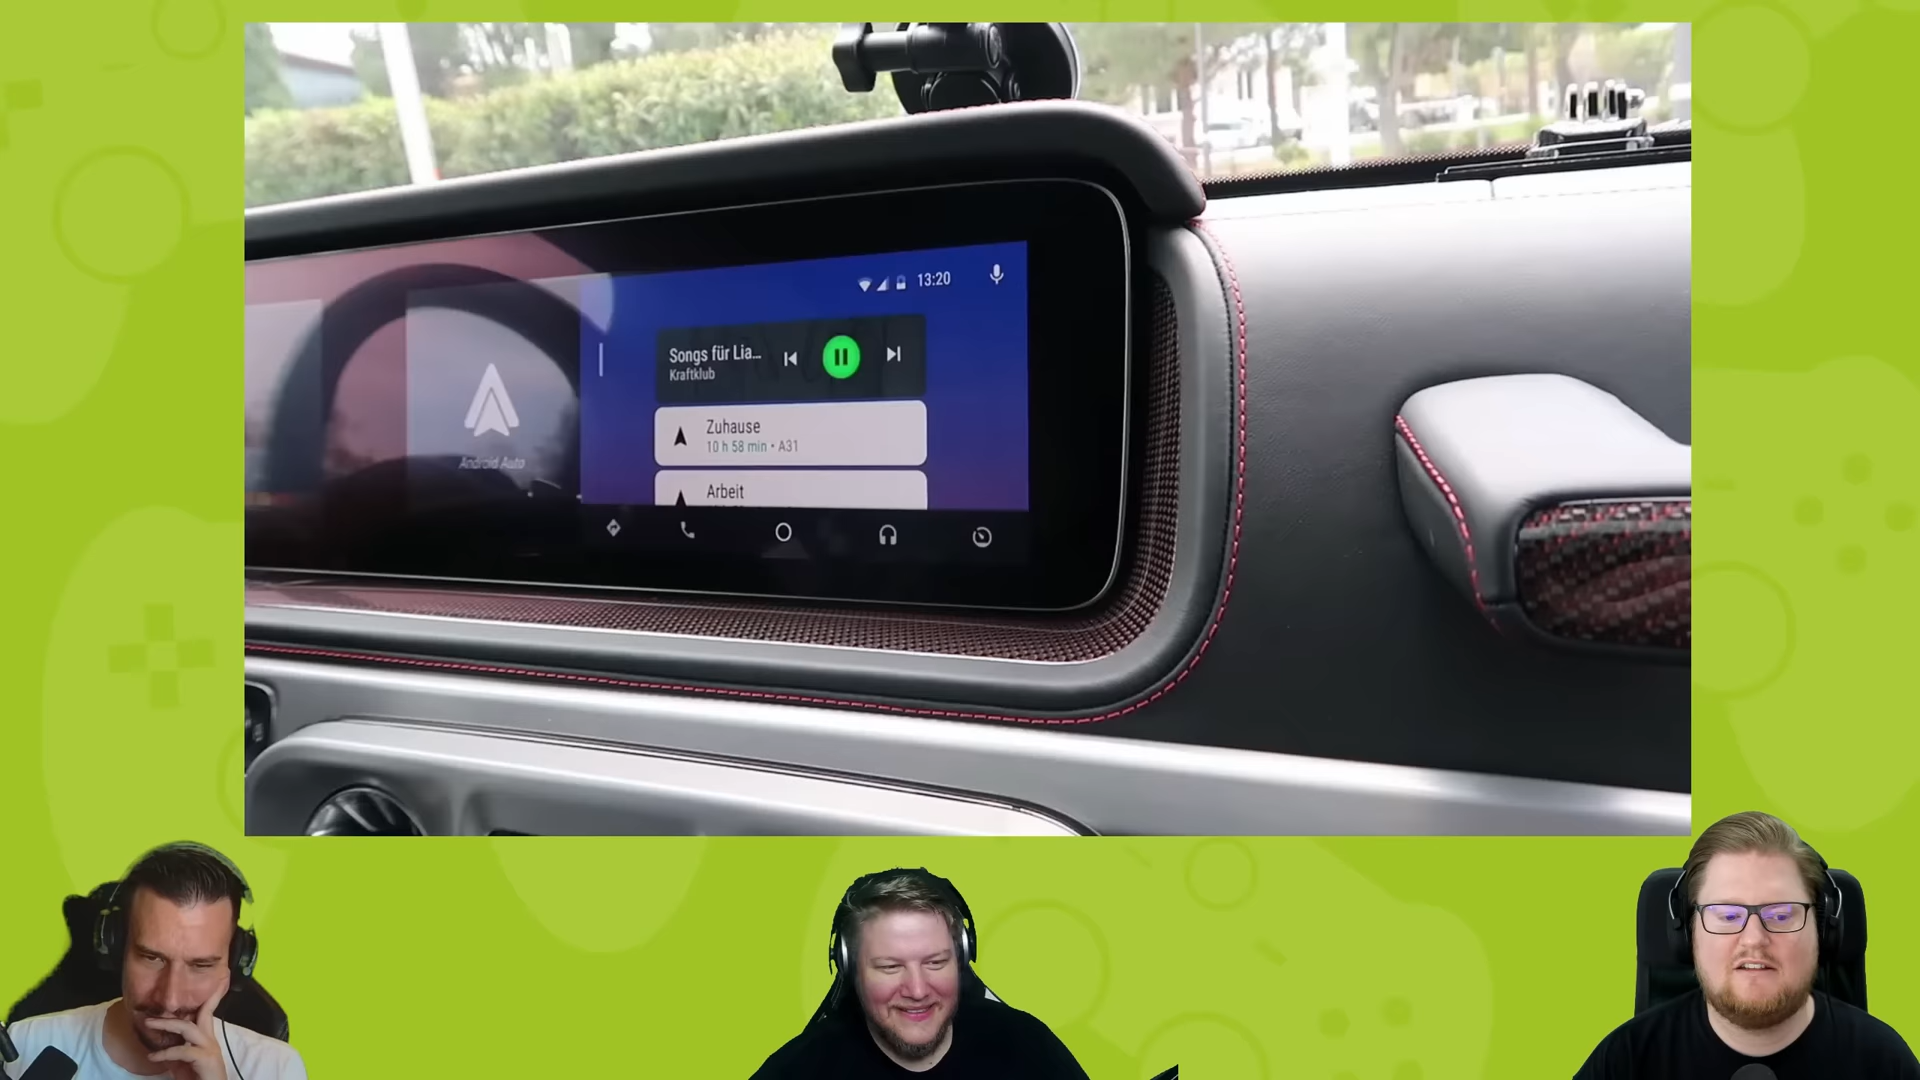 13:20
Songs für Lia...
Kraftklub
Zuhause
10 h 58 min • A31
Arbeit
Android Auto